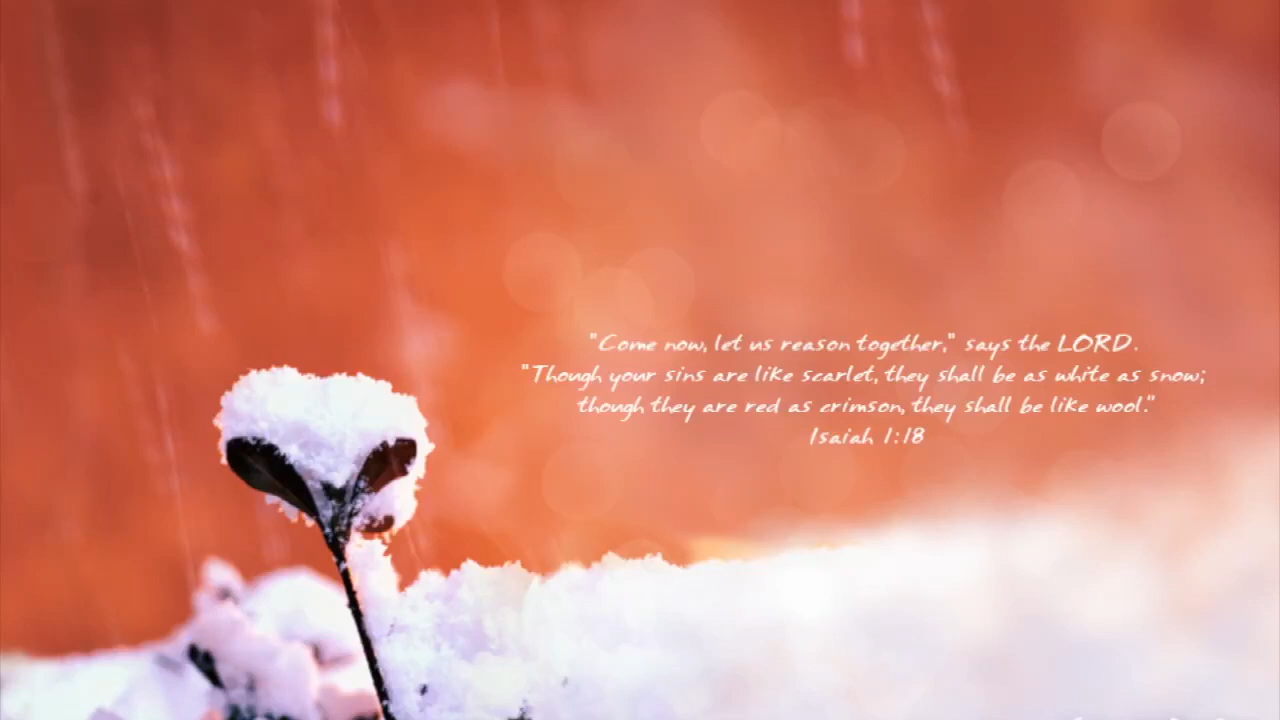 "Come now, let us reason together," says the LORD.
"Though your sins are like scarlet, they shall be as white as snow;
though they are red as crimson, they shall be like wool."
Isaiah 1:18